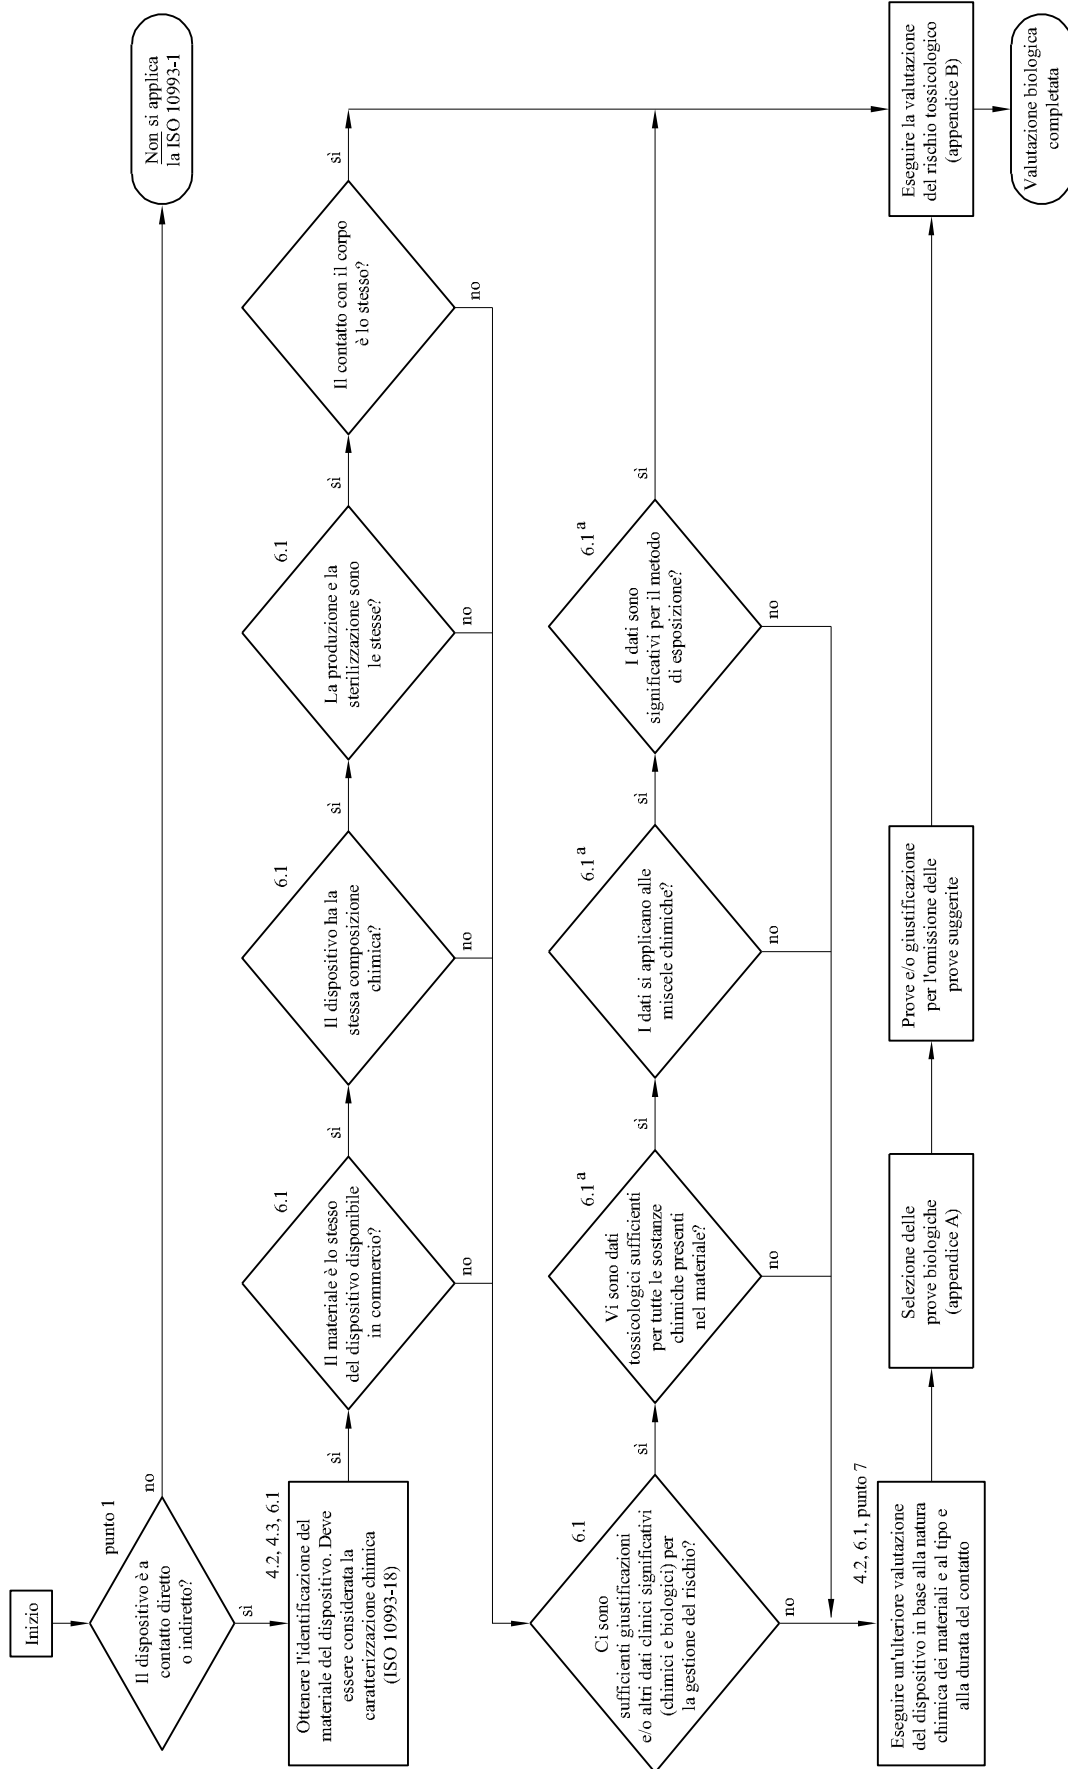 Inizio
punto 1
Il dispositivo è a
contatto diretto
o indiretto?
no
Non si applica
la ISO 10993-1
sì
4.2, 4.3, 6.1
Ottenere l'identificazione del
materiale del dispositivo. Deve
essere considerata la
caratterizzazione chimica
(ISO 10993-18)
sì
6.1
Il materiale è lo stesso
del dispositivo disponibile
in commercio?
no
sì
6.1
Il dispositivo ha la
stessa composizione
chimica?
no
sì
6.1
La produzione e la
sterilizzazione sono
le stesse?
no
sì
Il contatto con il corpo
è lo stesso?
no
sì
6.1
Ci sono
sufficienti giustificazioni
e/o altri dati clinici significativi
(chimici e biologici) per
la gestione del rischio?
no
sì
6.1 a
Vi sono dati
tossicologici sufficienti
per tutte le sostanze
chimiche presenti
nel materiale?
no
sì
6.1 a
I dati si applicano alle
miscele chimiche?
no
sì
6.1 a
I dati sono
significativi per il metodo
di esposizione?
no
sì
4.2, 6.1, punto 7
Eseguire un'ulteriore valutazione
del dispositivo in base alla natura
chimica dei materiali e al tipo e
alla durata del contatto
Selezione delle
prove biologiche
(appendice A)
Prove e/o giustificazione
per l'omissione delle
prove suggerite
Eseguire la valutazione
del rischio tossicologico
(appendice B)
Valutazione biologica
completata